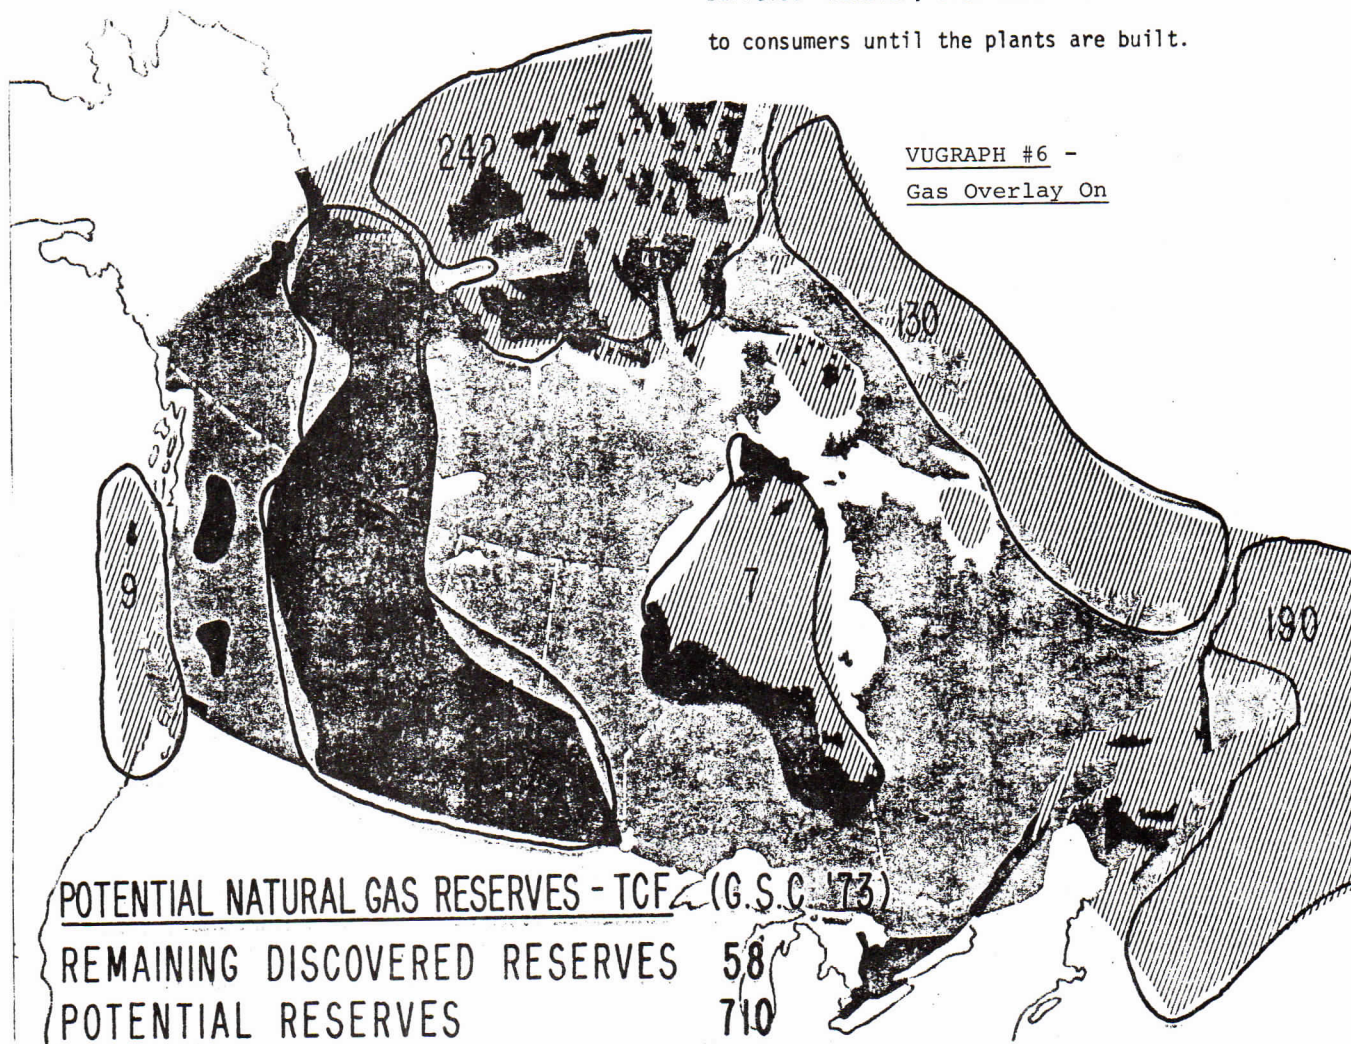 to consumers until the plants are built.
VUGRAPH #6 -
Gas Overlay On
242
130
9
7
190
POTENTIAL NATURAL GAS RESERVES - TCF (G.S.C '73)
REMAINING DISCOVERED RESERVES 58
POTENTIAL RESERVES 710